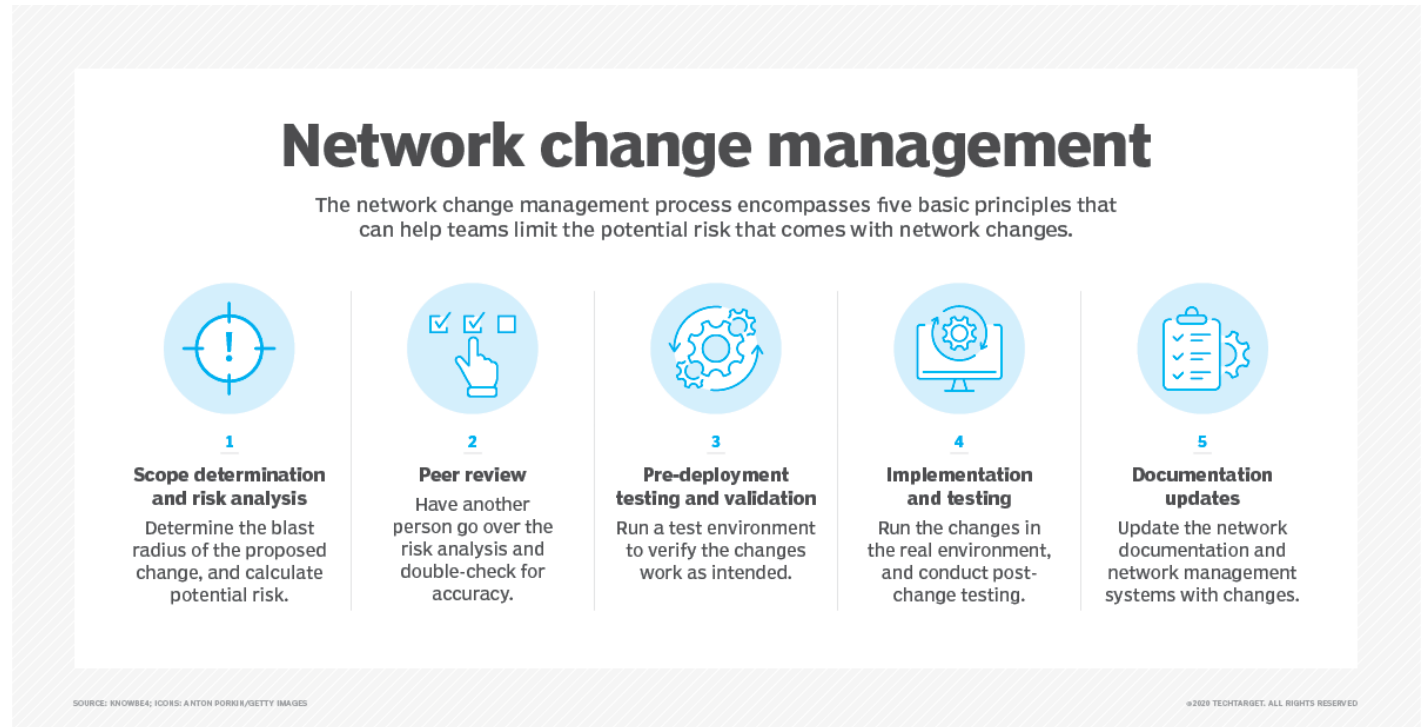 Network change management
The network change management process encompasses five basic principles that
can help teams limit the potential risk that comes with network changes.
1
Scope determination
and risk analysis
Determine the blast
radius of the proposed
change, and calculate
potential risk.
2
Peer review
Have another
person go over the
risk analysis and
double-check for
accuracy.
3
Pre-deployment
testing and validation
Run a test environment
to verify the changes
work as intended.
4
Implementation
and testing
Run the changes in
the real environment,
and conduct post-
change testing.
5
Documentation
updates
Update the network
documentation and
network management
systems with changes.
SOURCE: KNOWBE4; ICONS: ANTON PORKIN/GETTY IMAGES
©2020 TECHTARGET. ALL RIGHTS RESERVED